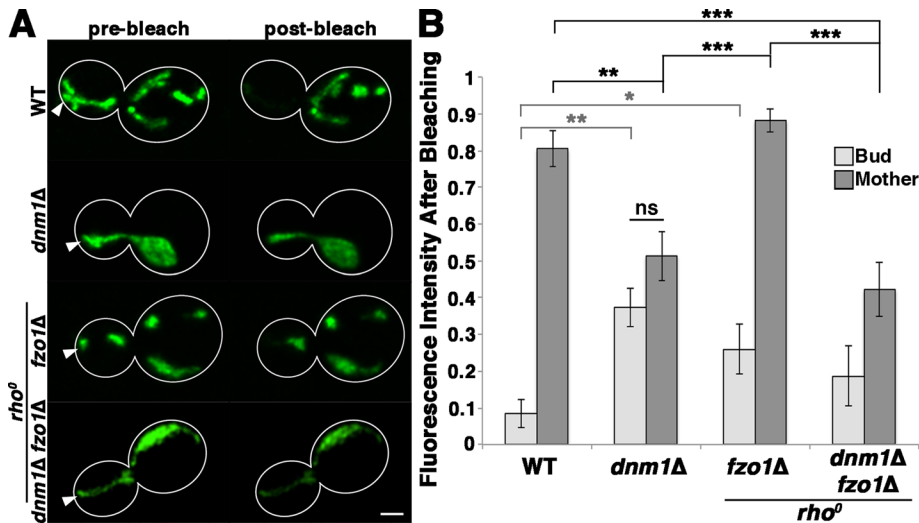 A
pre-bleach
post-bleach
WT
dnm1Δ
fzo1Δ
dnm1Δ fzo1Δ
rho⁰
B
Fluorescence Intensity After Bleaching
1
0.9
0.8
0.7
0.6
0.5
0.4
0.3
0.2
0.1
0
***
**
***
***
*
**
ns
Bud
Mother
WT
dnm1Δ
fzo1Δ
dnm1Δ
fzo1Δ
rho⁰